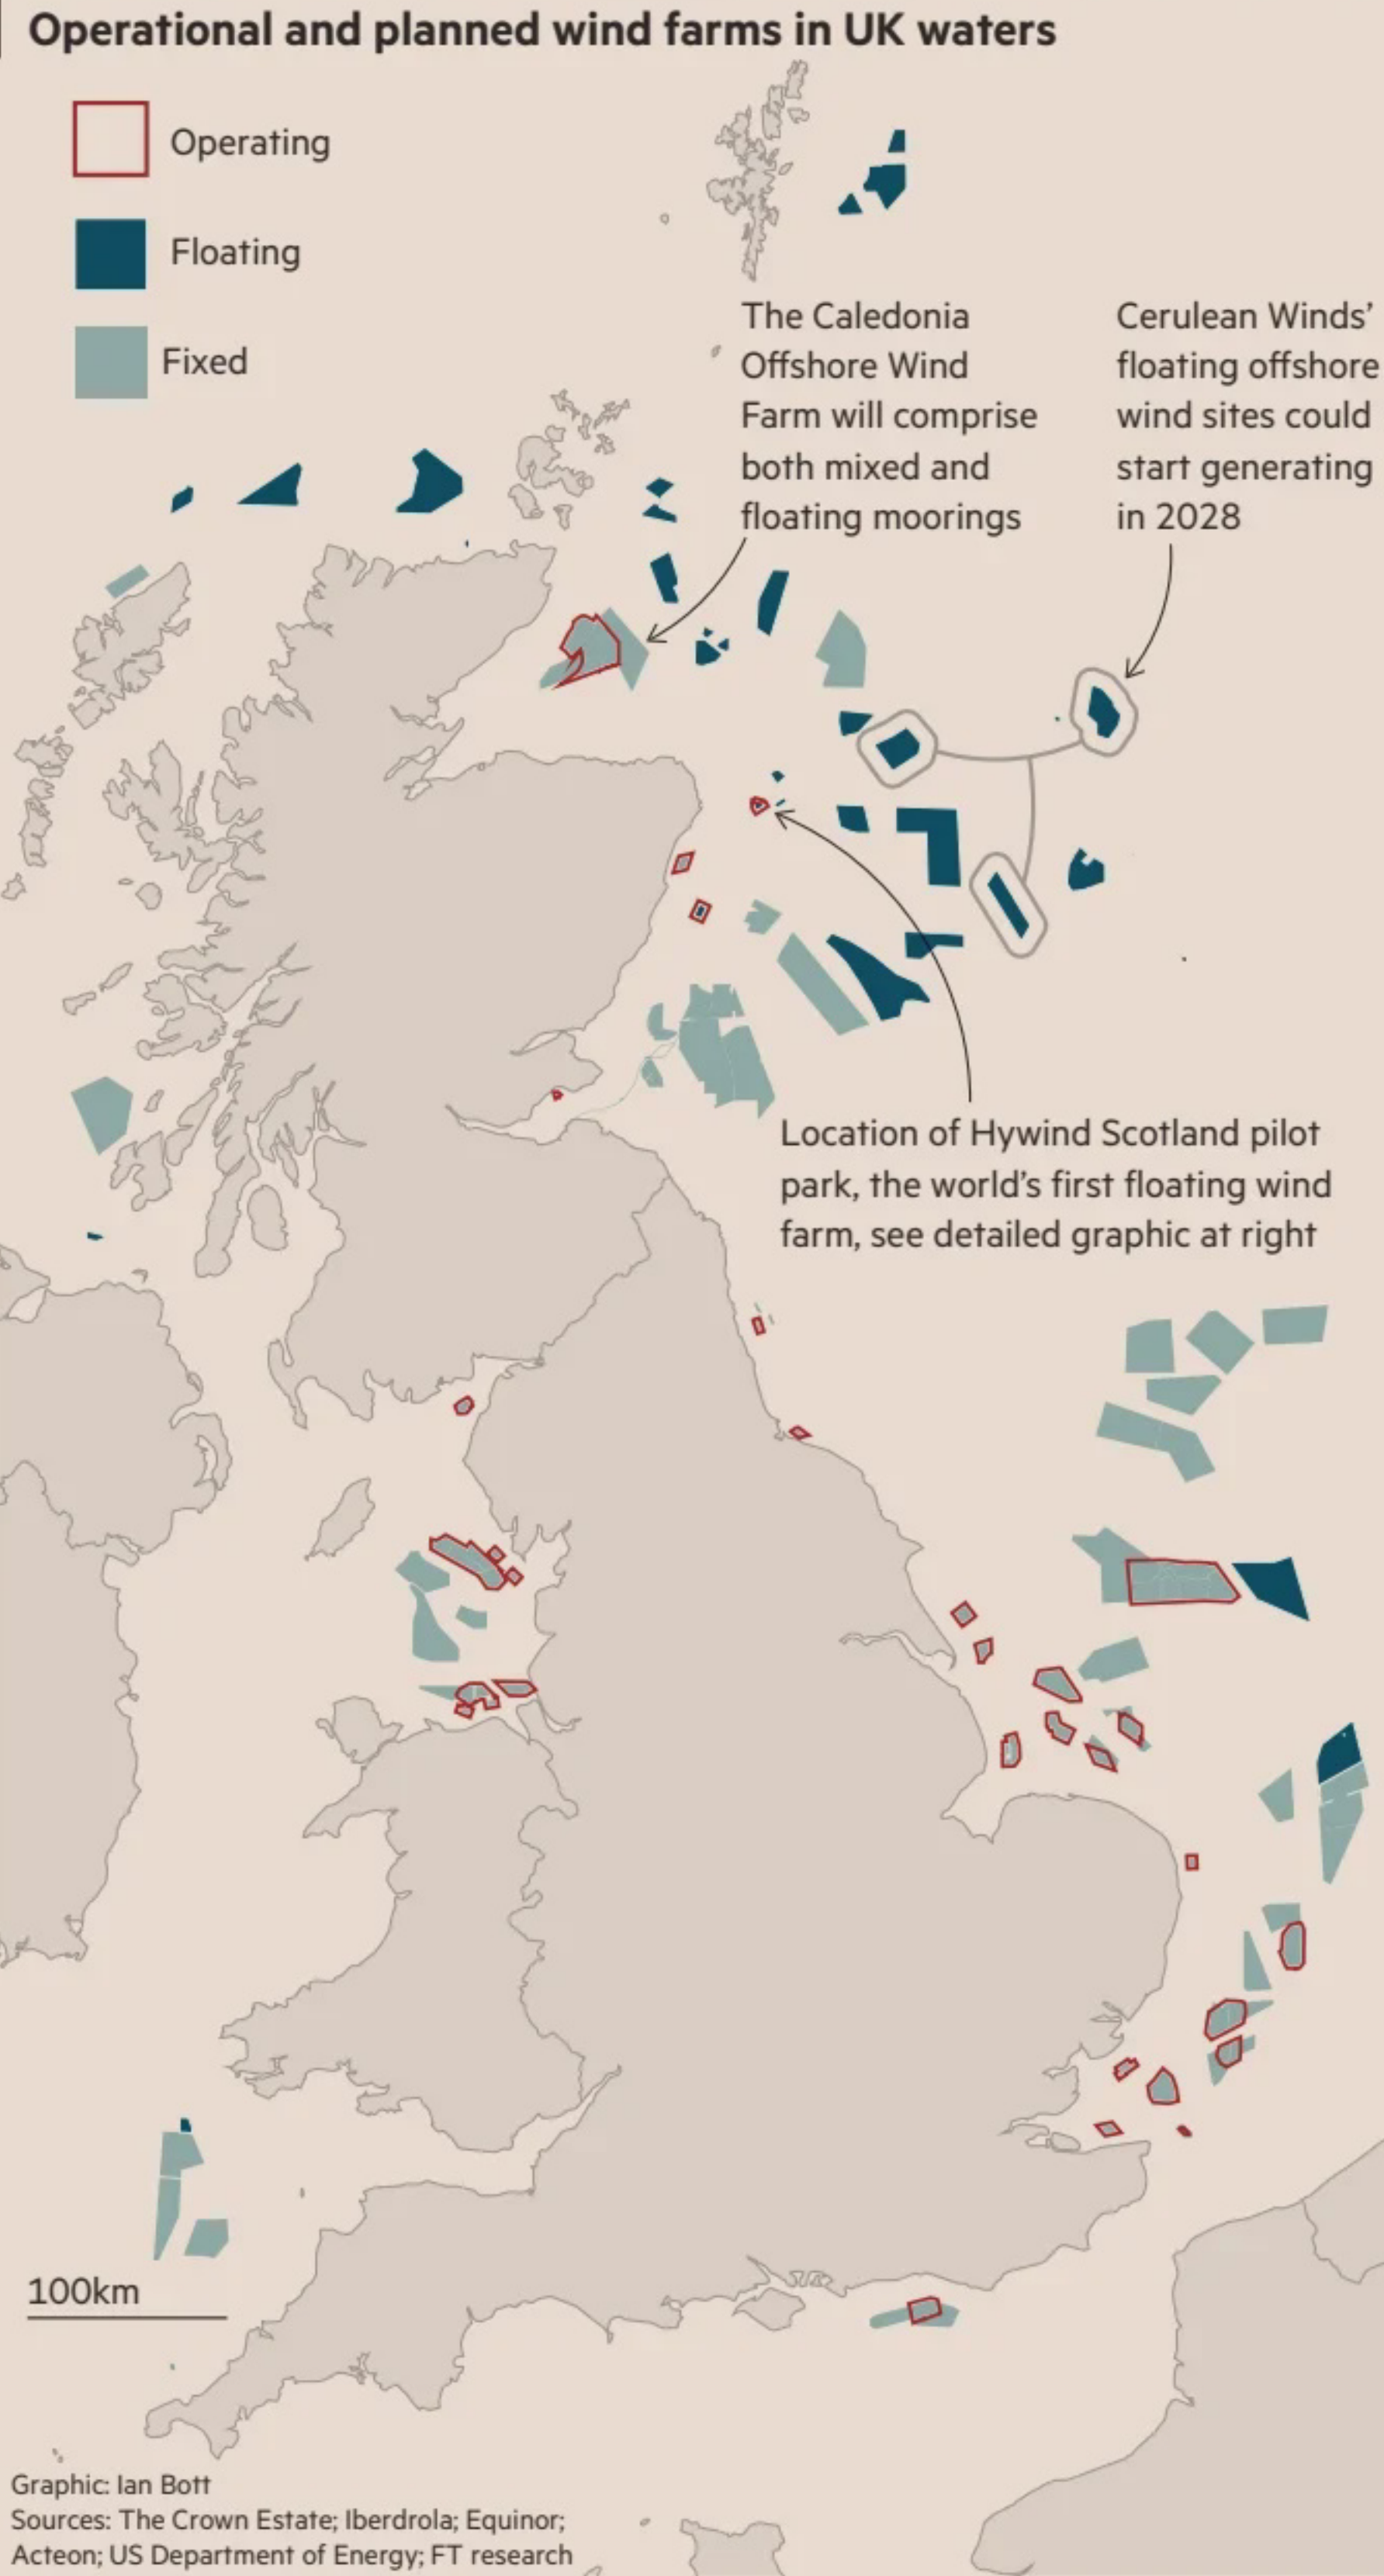 Operational and planned wind farms in UK waters
Operating
Floating
Fixed
The Caledonia
Offshore Wind
Farm will comprise
both mixed and
floating moorings
Cerulean Winds’
floating offshore
wind sites could
start generating
in 2028
Location of Hywind Scotland pilot
park, the world’s first floating wind
farm, see detailed graphic at right
100km
Graphic: Ian Bott
Sources: The Crown Estate; Iberdrola; Equinor;
Acteon; US Department of Energy; FT research